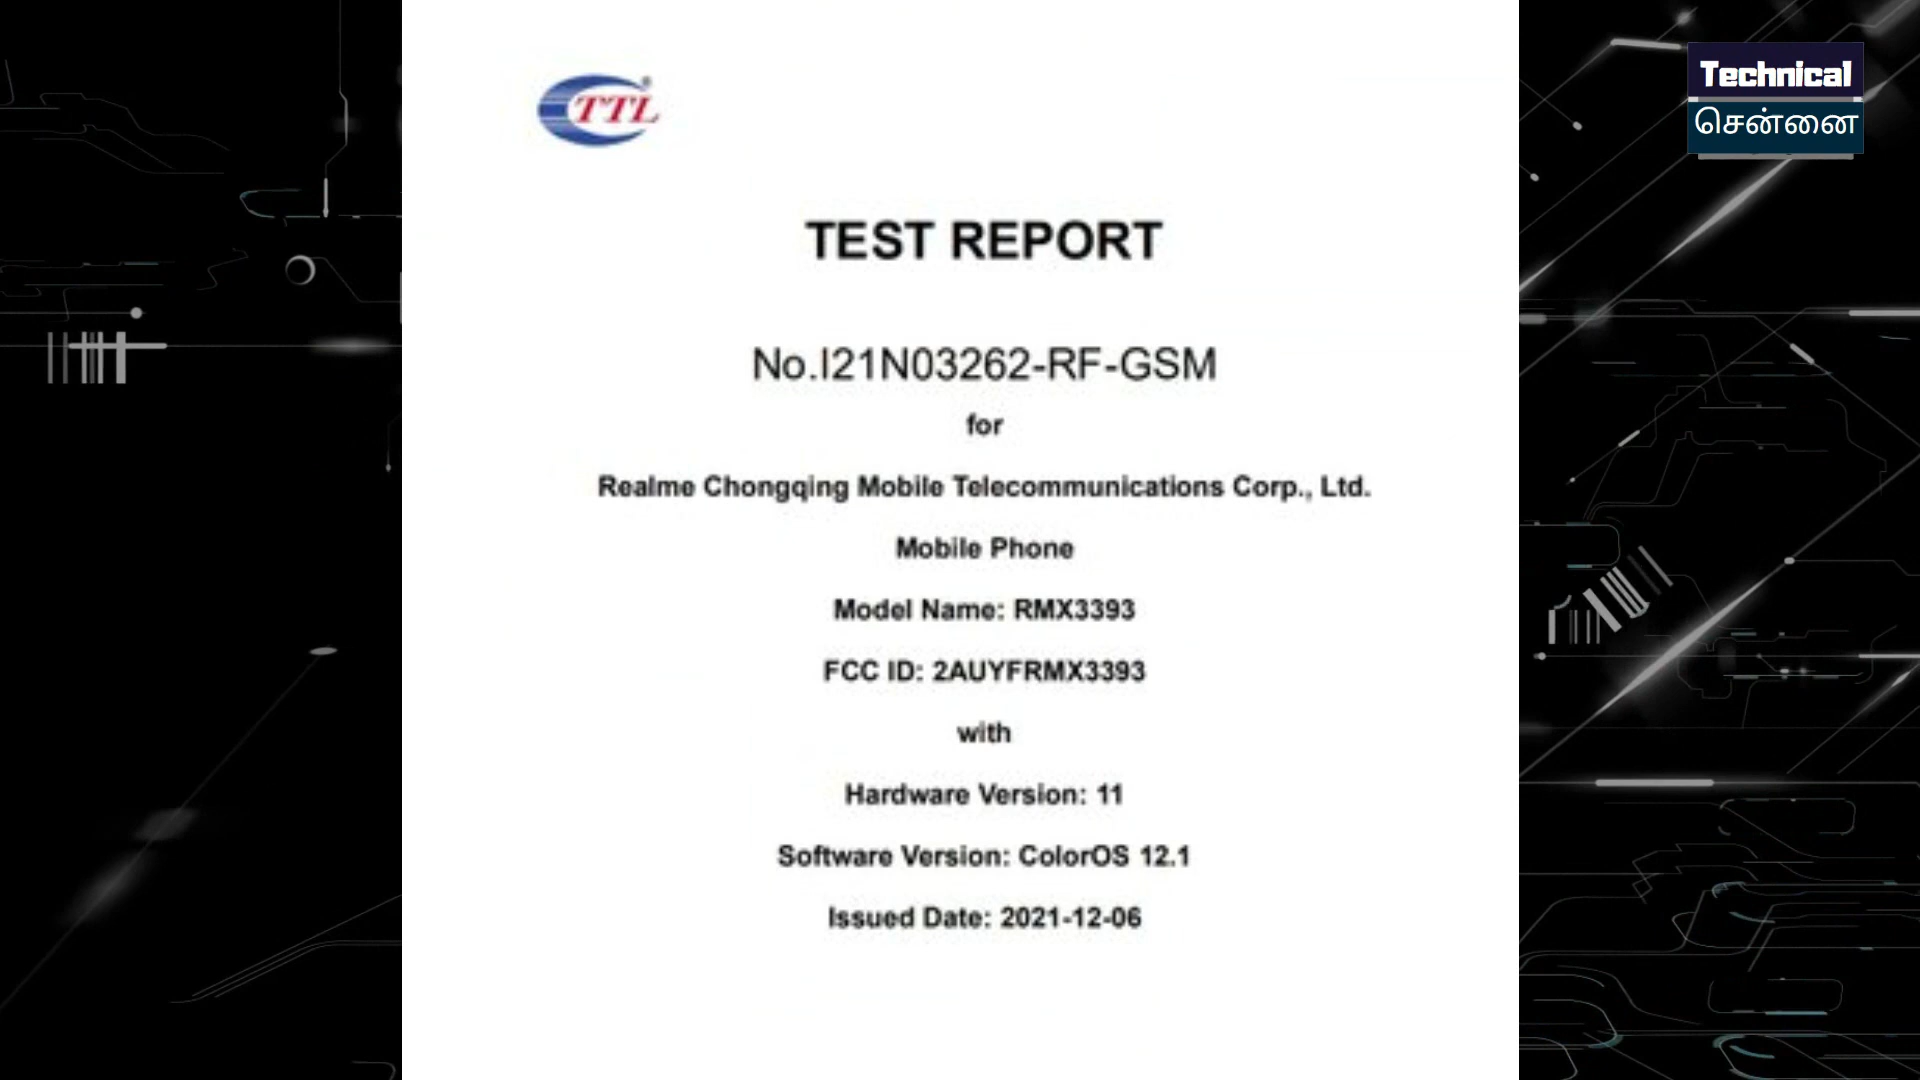 CTTL
Technical
சென்னை
TEST REPORT
No.I21N03262-RF-GSM
for
Realme Chongqing Mobile Telecommunications Corp., Ltd.
Mobile Phone
Model Name: RMX3393
FCC ID: 2AUYFRMX3393
with
Hardware Version: 11
Software Version: ColorOS 12.1
Issued Date: 2021-12-06